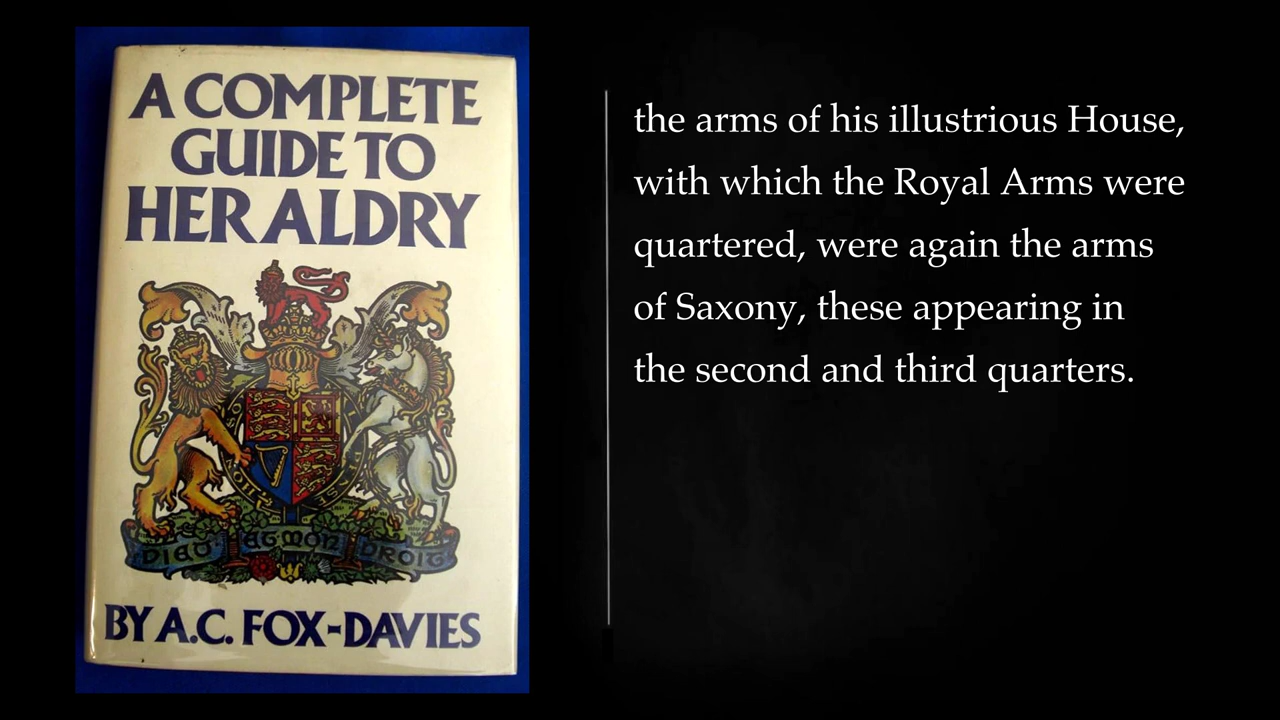 A COMPLETE
GUIDE TO
HERALDRY
DIEU ET MON DROIT
BY A.C. FOX-DAVIES
the arms of his illustrious House,
with which the Royal Arms were
quartered, were again the arms
of Saxony, these appearing in
the second and third quarters.